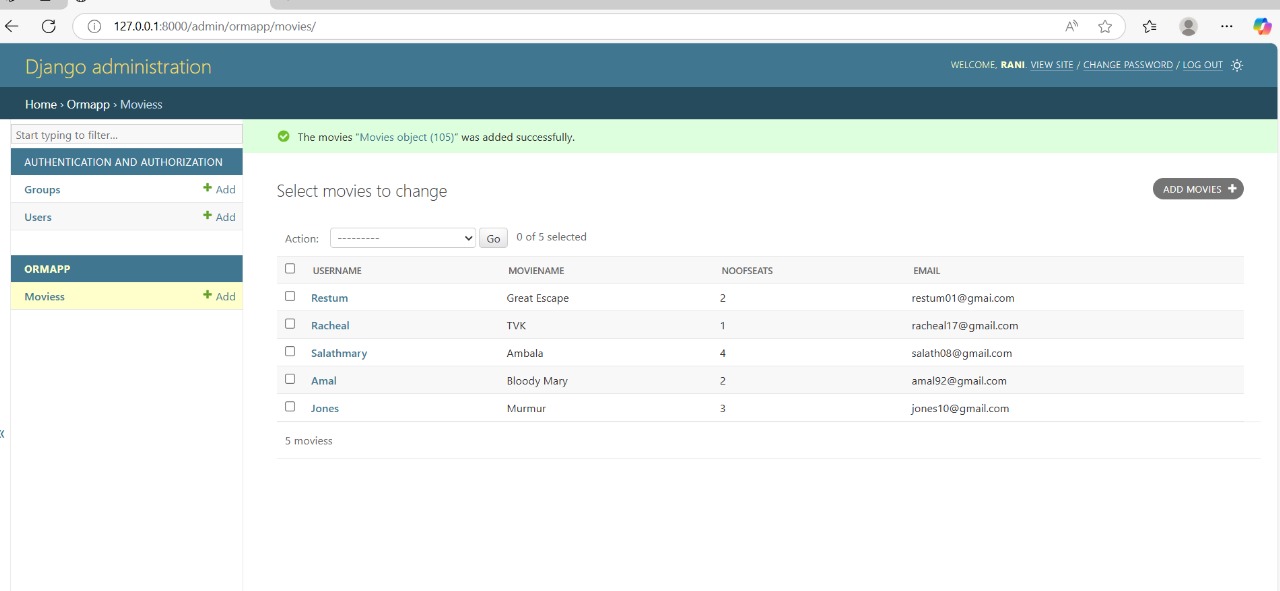 127.0.0.1:8000/admin/ormapp/movies/
Django administration
WELCOME, RANI. VIEW SITE / CHANGE PASSWORD / LOG OUT
Home › Ormapp › Moviess
Start typing to filter...
AUTHENTICATION AND AUTHORIZATION
Groups + Add
Users + Add
ORMAPP
Moviess + Add
The movies "Movies object (105)" was added successfully.
Select movies to change
ADD MOVIES +
Action: --------- Go 0 of 5 selected
USERNAME MOVIENAME NOOFSEATS EMAIL
Restum Great Escape 2 restum01@gmai.com
Racheal TVK 1 racheal17@gmail.com
Salathmary Ambala 4 salath08@gmail.com
Amal Bloody Mary 2 amal92@gmail.com
Jones Murmur 3 jones10@gmail.com
5 moviess